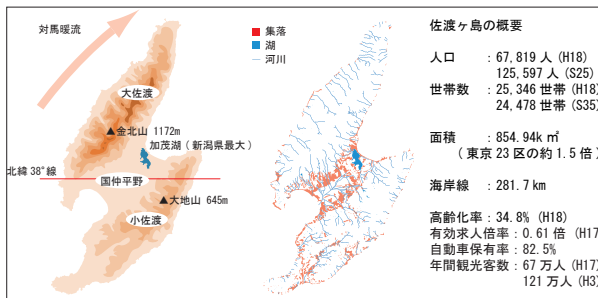 対馬暖流
大佐渡
▲金北山 1172m
加茂湖（新潟県最大）
北緯 38°線
国仲平野
▲大地山 645m
小佐渡
集落
湖
河川
佐渡ヶ島の概要
人口　：67,819 人 (H18)
125,597 人 (S25)
世帯数　：25,346 世帯 (H18)
24,478 世帯 (S35)
面積　：854.94k ㎡
（東京 23 区の約 1.5 倍）
海岸線　：281.7 km
高齢化率：34.8% (H18)
有効求人倍率：0.61 倍 (H17)
自動車保有率：82.5%
年間観光客数：67 万人 (H17)
121 万人 (H3)